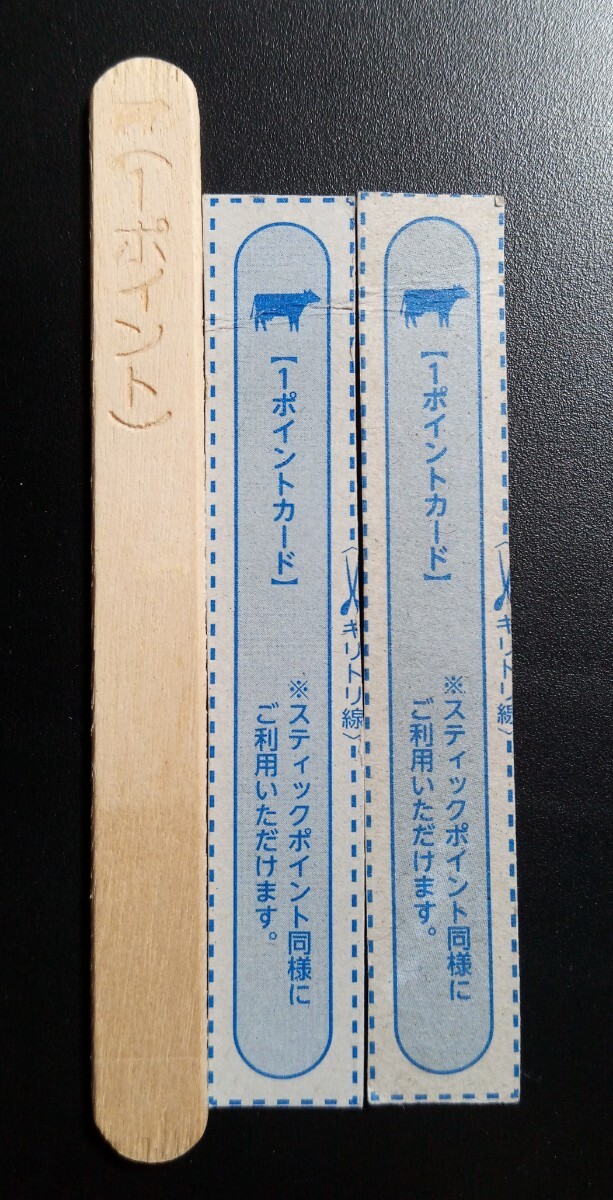 (1ポイント)
【1ポイントカード】
※スティックポイント同様に
ご利用いただけます。
〈キリトリ線〉
【1ポイントカード】
※スティックポイント同様に
ご利用いただけます。
〈キリトリ線〉